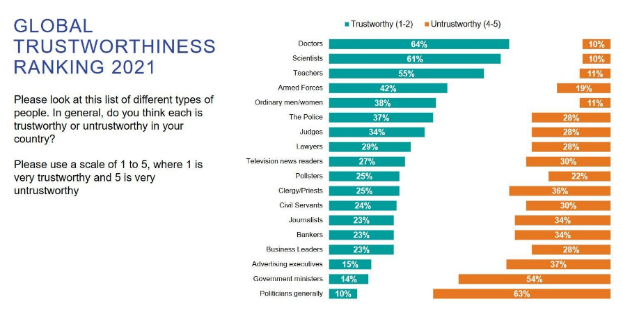 GLOBAL
TRUSTWORTHINESS
RANKING 2021
Please look at this list of different types of
people. In general, do you think each is
trustworthy or untrustworthy in your
country?
Please use a scale of 1 to 5, where 1 is
very trustworthy and 5 is very
untrustworthy
Trustworthy (1-2) Untrustworthy (4-5)
Doctors 64% 10%
Scientists 61% 10%
Teachers 55% 11%
Armed Forces 42% 19%
Ordinary men/women 38% 11%
The Police 37% 28%
Judges 34% 28%
Lawyers 29% 28%
Television news readers 27% 30%
Pollsters 25% 22%
Clergy/Priests 25% 36%
Civil Servants 24% 30%
Journalists 23% 34%
Bankers 23% 34%
Business Leaders 23% 28%
Advertising executives 15% 37%
Government ministers 14% 54%
Politicians generally 10% 63%